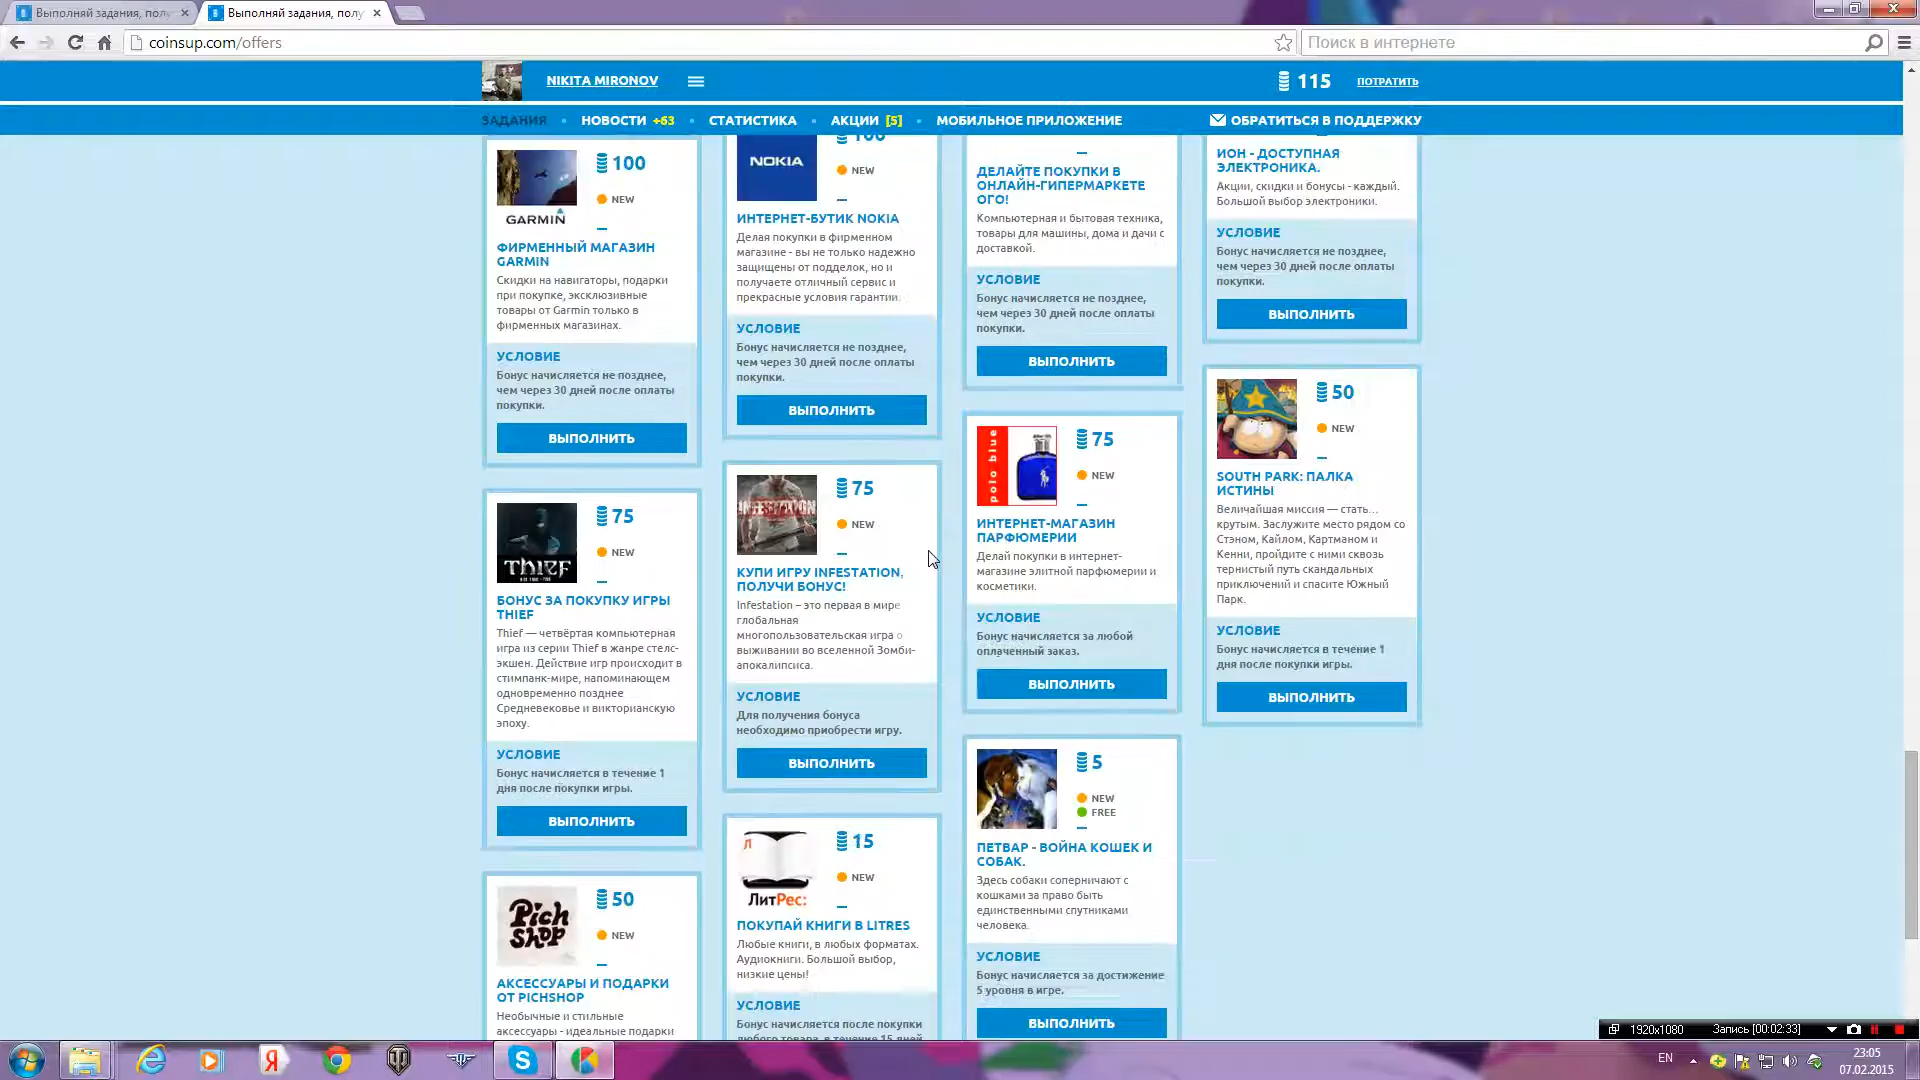 Выполняй задания, полу
Выполняй задания, полу
coinsup.com/offers
Поиск в интернете
NIKITA MIRONOV
115
ПОТРАТИТЬ
ЗАДАНИЯ
НОВОСТИ +63
СТАТИСТИКА
АКЦИИ [5]
МОБИЛЬНОЕ ПРИЛОЖЕНИЕ
ОБРАТИТЬСЯ В ПОДДЕРЖКУ
GARMIN
100
NEW
ФИРМЕННЫЙ МАГАЗИН
GARMIN
Скидки на навигаторы, подарки
при покупке, эксклюзивные
товары от Garmin только в
фирменных магазинах.
УСЛОВИЕ
Бонус начисляется не позднее,
чем через 30 дней после оплаты
покупки.
ВЫПОЛНИТЬ
THIEF
75
NEW
БОНУС ЗА ПОКУПКУ ИГРЫ
THIEF
Thief — четвёртая компьютерная
игра из серии Thief в жанре стелс-
экшен. Действие игр происходит в
стимпанк-мире, напоминающем
одновременно позднее
Средневековье и викторианскую
эпоху.
УСЛОВИЕ
Бонус начисляется в течение 1
дня после покупки игры.
ВЫПОЛНИТЬ
Pich
shop
50
NEW
АКСЕССУАРЫ И ПОДАРКИ
ОТ PICHSHOP
Необычные и стильные
аксессуары - идеальные подарки
NOKIA
100
NEW
ИНТЕРНЕТ-БУТИК NOKIA
Делая покупки в фирменном
магазине - вы не только надежно
защищены от подделок, но и
получаете отличный сервис и
прекрасные условия гарантии.
УСЛОВИЕ
Бонус начисляется не позднее,
чем через 30 дней после оплаты
покупки.
ВЫПОЛНИТЬ
INFESTATION
75
NEW
КУПИ ИГРУ INFESTATION,
ПОЛУЧИ БОНУС!
Infestation – это первая в мире
глобальная
многопользовательская игра о
выживании во вселенной Зомби-
апокалипсиса.
УСЛОВИЕ
Для получения бонуса
необходимо приобрести игру.
ВЫПОЛНИТЬ
Л
ЛитРес:
15
NEW
ПОКУПАЙ КНИГИ В LITRES
Любые книги, в любых форматах.
Аудиокниги. Большой выбор,
низкие цены!
УСЛОВИЕ
Бонус начисляется после покупки
любого товара, в течение 15 дней
ДЕЛАЙТЕ ПОКУПКИ В
ОНЛАЙН-ГИПЕРМАРКЕТЕ
ОГО!
Компьютерная и бытовая техника,
товары для машины, дома и дачи с
доставкой.
УСЛОВИЕ
Бонус начисляется не позднее,
чем через 30 дней после оплаты
покупки.
ВЫПОЛНИТЬ
polo blue
75
NEW
ИНТЕРНЕТ-МАГАЗИН
ПАРФЮМЕРИИ
Делай покупки в интернет-
магазине элитной парфюмерии и
косметики.
УСЛОВИЕ
Бонус начисляется за любой
оплаченный заказ.
ВЫПОЛНИТЬ
5
NEW
FREE
ПЕТВАР - ВОЙНА КОШЕК И
СОБАК.
Здесь собаки соперничают с
кошками за право быть
единственными спутниками
человека.
УСЛОВИЕ
Бонус начисляется за достижение
5 уровня в игре.
ВЫПОЛНИТЬ
ИОН - ДОСТУПНАЯ
ЭЛЕКТРОНИКА.
Акции, скидки и бонусы - каждый.
Большой выбор электроники.
УСЛОВИЕ
Бонус начисляется не позднее,
чем через 30 дней после оплаты
покупки.
ВЫПОЛНИТЬ
50
NEW
SOUTH PARK: ПАЛКА
ИСТИНЫ
Величайшая миссия — стать…
крутым. Заслужите место рядом со
Стэном, Кайлом, Картманом и
Кенни, пройдите с ними сквозь
тернистый путь скандальных
приключений и спасите Южный
Парк.
УСЛОВИЕ
Бонус начисляется в течение 1
дня после покупки игры.
ВЫПОЛНИТЬ
1920x1080
Запись [00:02:33]
EN
23:05
07.02.2015